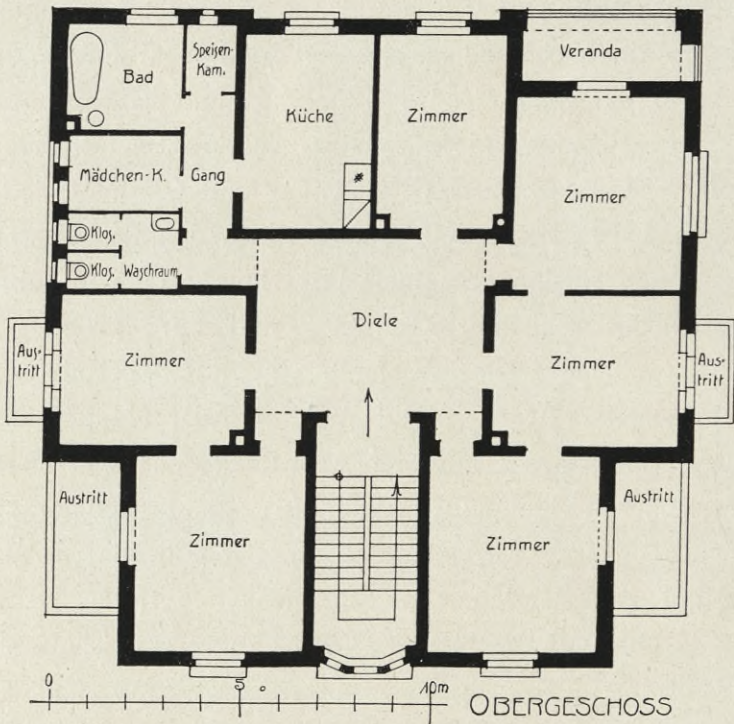 Bad
Speisen-
Kam.
Küche
Zimmer
Veranda
Mädchen-K.
Gang
Zimmer
Klos.
Klos.
Waschraum
Aus-
tritt
Zimmer
Diele
Zimmer
Aus-
tritt
Austritt
Zimmer
Zimmer
Austritt
0 5 10m
OBERGESCHOSS